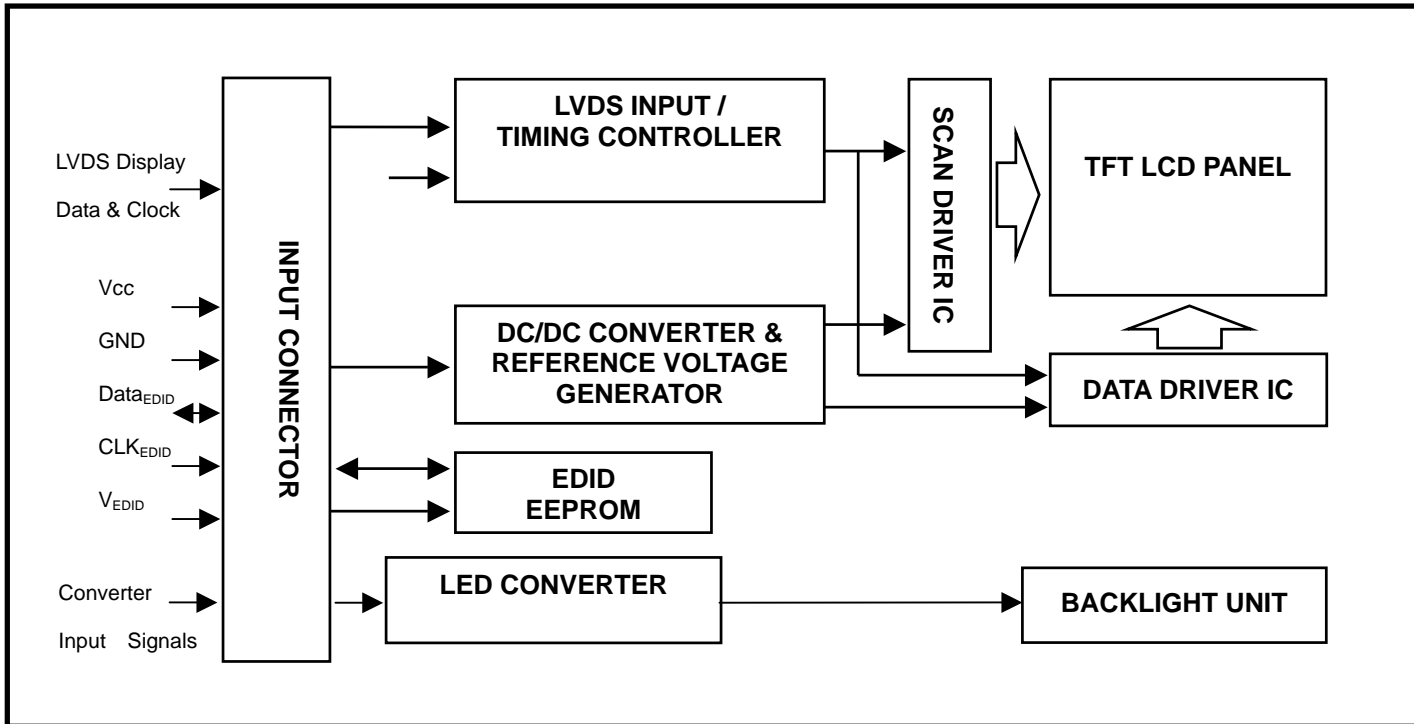 LVDS Display
Data & Clock
Vcc
GND
DataEDID
CLKEDID
VEDID
Converter
Input Signals
INPUT CONNECTOR
LVDS INPUT /
TIMING CONTROLLER
DC/DC CONVERTER &
REFERENCE VOLTAGE
GENERATOR
EDID
EEPROM
LED CONVERTER
SCAN DRIVER IC
TFT LCD PANEL
DATA DRIVER IC
BACKLIGHT UNIT